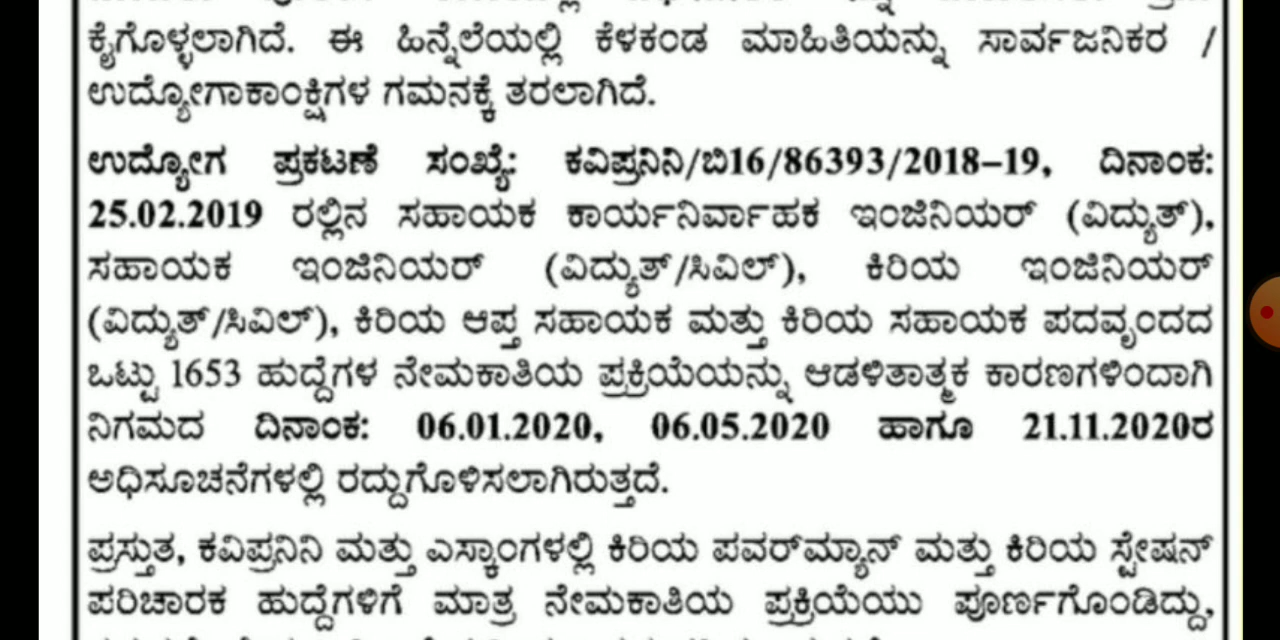 ಕೈಗೊಳ್ಳಲಾಗಿದೆ. ಈ ಹಿನ್ನೆಲೆಯಲ್ಲಿ ಕೆಳಕಂಡ ಮಾಹಿತಿಯನ್ನು ಸಾರ್ವಜನಿಕರ /
ಉದ್ಯೋಗಾಕಾಂಕ್ಷಿಗಳ ಗಮನಕ್ಕೆ ತರಲಾಗಿದೆ.
ಉದ್ಯೋಗ ಪ್ರಕಟಣೆ ಸಂಖ್ಯೆ: ಕವಿಪ್ರನಿನಿ/ಬಿ16/86393/2018–19, ದಿನಾಂಕ:
25.02.2019 ರಲ್ಲಿನ ಸಹಾಯಕ ಕಾರ್ಯನಿರ್ವಾಹಕ ಇಂಜಿನಿಯರ್ (ವಿದ್ಯುತ್),
ಸಹಾಯಕ ಇಂಜಿನಿಯರ್ (ವಿದ್ಯುತ್/ಸಿವಿಲ್), ಕಿರಿಯ ಇಂಜಿನಿಯರ್
(ವಿದ್ಯುತ್/ಸಿವಿಲ್), ಕಿರಿಯ ಆಪ್ತ ಸಹಾಯಕ ಮತ್ತು ಕಿರಿಯ ಸಹಾಯಕ ಪದವೃಂದದ
ಒಟ್ಟು 1653 ಹುದ್ದೆಗಳ ನೇಮಕಾತಿಯ ಪ್ರಕ್ರಿಯೆಯನ್ನು ಆಡಳಿತಾತ್ಮಕ ಕಾರಣಗಳಿಂದಾಗಿ
ನಿಗಮದ ದಿನಾಂಕ: 06.01.2020, 06.05.2020 ಹಾಗೂ 21.11.2020ರ
ಅಧಿಸೂಚನೆಗಳಲ್ಲಿ ರದ್ದುಗೊಳಿಸಲಾಗಿರುತ್ತದೆ.
ಪ್ರಸ್ತುತ, ಕವಿಪ್ರನಿನಿ ಮತ್ತು ಎಸ್ಕಾಂಗಳಲ್ಲಿ ಕಿರಿಯ ಪವರ್‌ಮ್ಯಾನ್ ಮತ್ತು ಕಿರಿಯ ಸ್ಟೇಷನ್
ಪರಿಚಾರಕ ಹುದ್ದೆಗಳಿಗೆ ಮಾತ್ರ ನೇಮಕಾತಿಯ ಪ್ರಕ್ರಿಯೆಯು ಪೂರ್ಣಗೊಂಡಿದ್ದು,